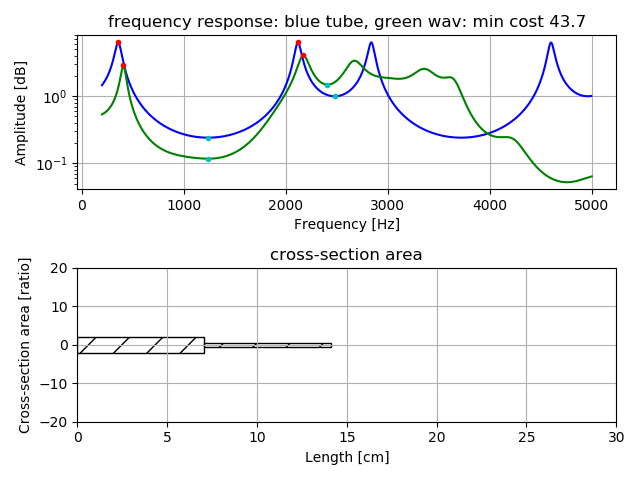 frequency response: blue tube, green wav: min cost 43.7
Amplitude [dB]
10⁰
10⁻¹
0 1000 2000 3000 4000 5000
Frequency [Hz]
cross-section area
Cross-section area [ratio]
20
10
0
−10
−20
0 5 10 15 20 25 30
Length [cm]